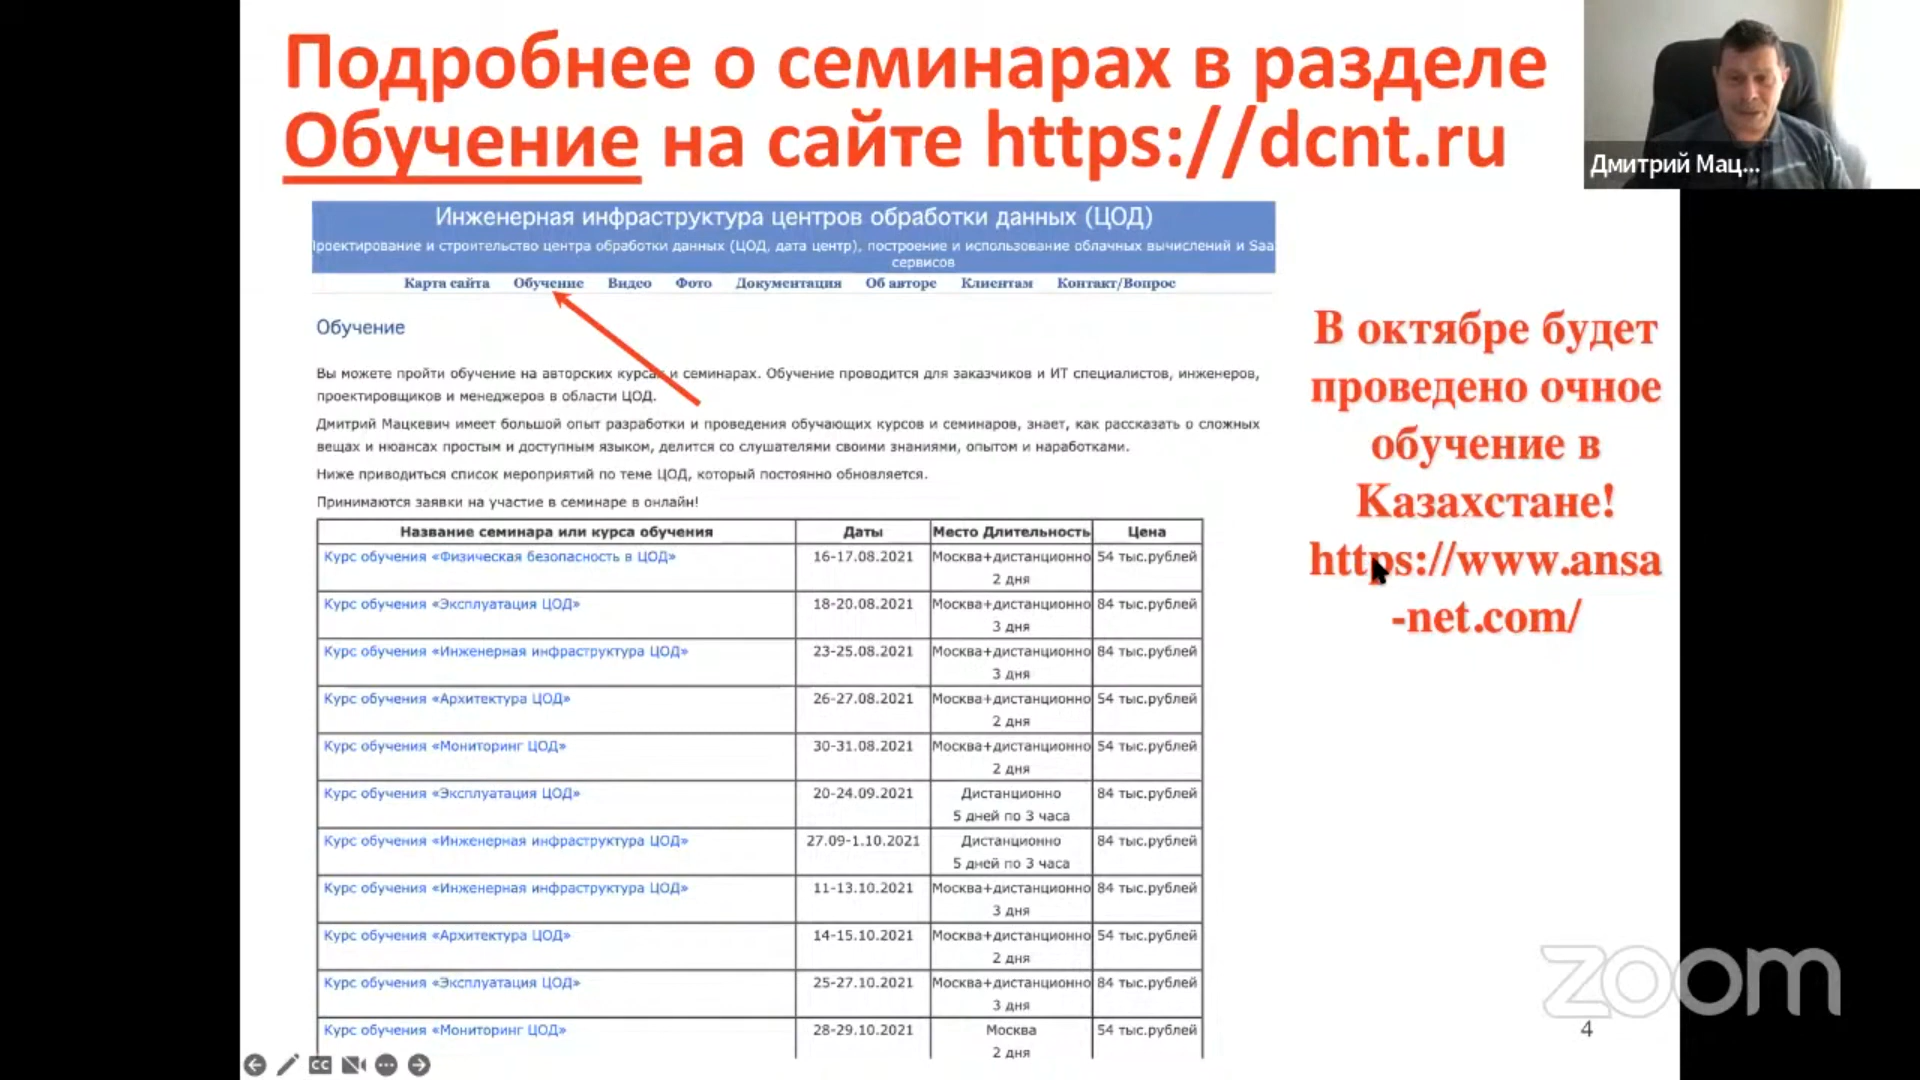 Подробнее о семинарах в разделе
Обучение на сайте https://dcnt.ru
Дмитрий Мац...
Инженерная инфраструктура центров обработки данных (ЦОД)
роектирование и строительство центра обработки данных (ЦОД, дата центр), построение и использование облачных вычислений и Saa
сервисов
Карта сайта Обучение Видео Фото Документация Об авторе Клиентам Контакт/Вопрос
Обучение
Вы можете пройти обучение на авторских курсах и семинарах. Обучение проводится для заказчиков и ИТ специалистов, инженеров,
проектировщиков и менеджеров в области ЦОД.
Дмитрий Мацкевич имеет большой опыт разработки и проведения обучающих курсов и семинаров, знает, как рассказать о сложных
вещах и нюансах простым и доступным языком, делится со слушателями своими знаниями, опытом и наработками.
Ниже приводиться список мероприятий по теме ЦОД, который постоянно обновляется.
Принимаются заявки на участие в семинаре в онлайн!
Название семинара или курса обучения Даты Место Длительность Цена
Курс обучения «Физическая безопасность в ЦОД» 16-17.08.2021 Москва+дистанционно 54 тыс.рублей
2 дня
Курс обучения «Эксплуатация ЦОД» 18-20.08.2021 Москва+дистанционно 84 тыс.рублей
3 дня
Курс обучения «Инженерная инфраструктура ЦОД» 23-25.08.2021 Москва+дистанционно 84 тыс.рублей
3 дня
Курс обучения «Архитектура ЦОД» 26-27.08.2021 Москва+дистанционно 54 тыс.рублей
2 дня
Курс обучения «Мониторинг ЦОД» 30-31.08.2021 Москва+дистанционно 54 тыс.рублей
2 дня
Курс обучения «Эксплуатация ЦОД» 20-24.09.2021 Дистанционно 84 тыс.рублей
5 дней по 3 часа
Курс обучения «Инженерная инфраструктура ЦОД» 27.09-1.10.2021 Дистанционно 84 тыс.рублей
5 дней по 3 часа
Курс обучения «Инженерная инфраструктура ЦОД» 11-13.10.2021 Москва+дистанционно 84 тыс.рублей
3 дня
Курс обучения «Архитектура ЦОД» 14-15.10.2021 Москва+дистанционно 54 тыс.рублей
2 дня
Курс обучения «Эксплуатация ЦОД» 25-27.10.2021 Москва+дистанционно 84 тыс.рублей
3 дня
Курс обучения «Мониторинг ЦОД» 28-29.10.2021 Москва 54 тыс.рублей
2 дня
В октябре будет
проведено очное
обучение в
Казахстане!
https://www.ansa
-net.com/
zoom
4
CC